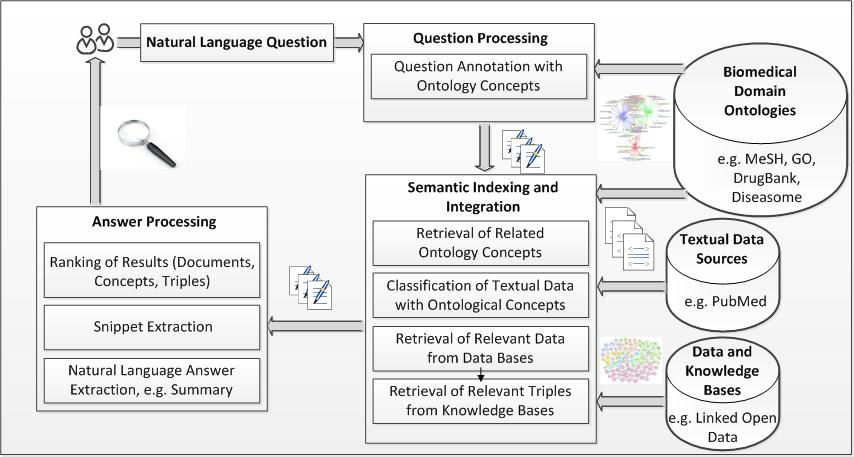 Natural Language Question
Question Processing
Question Annotation with
Ontology Concepts
Biomedical
Domain
Ontologies
e.g. MeSH, GO,
DrugBank,
Diseasome
Semantic Indexing and
Integration
Retrieval of Related
Ontology Concepts
Classification of Textual Data
with Ontological Concepts
Retrieval of Relevant Data
from Data Bases
Retrieval of Relevant Triples
from Knowledge Bases
Textual Data
Sources
e.g. PubMed
Data and
Knowledge
Bases
e.g. Linked Open
Data
Answer Processing
Ranking of Results (Documents,
Concepts, Triples)
Snippet Extraction
Natural Language Answer
Extraction, e.g. Summary